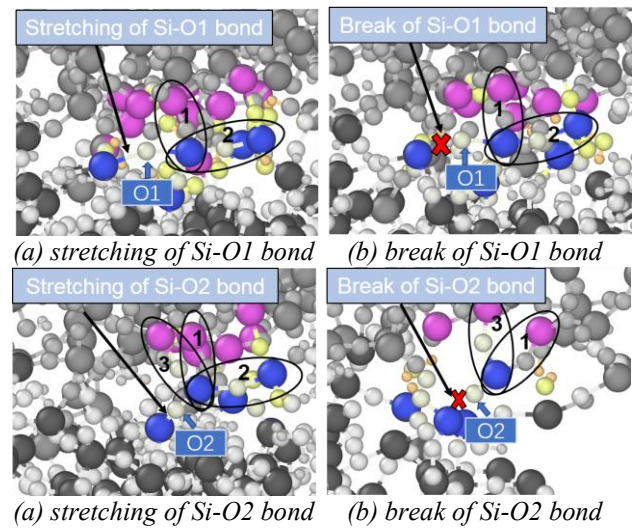 Stretching of Si-O1 bond
Break of Si-O1 bond
1
2
O1
1
2
O1
(a) stretching of Si-O1 bond
(b) break of Si-O1 bond
Stretching of Si-O2 bond
Break of Si-O2 bond
1
3
2
O2
3
1
O2
(a) stretching of Si-O2 bond
(b) break of Si-O2 bond